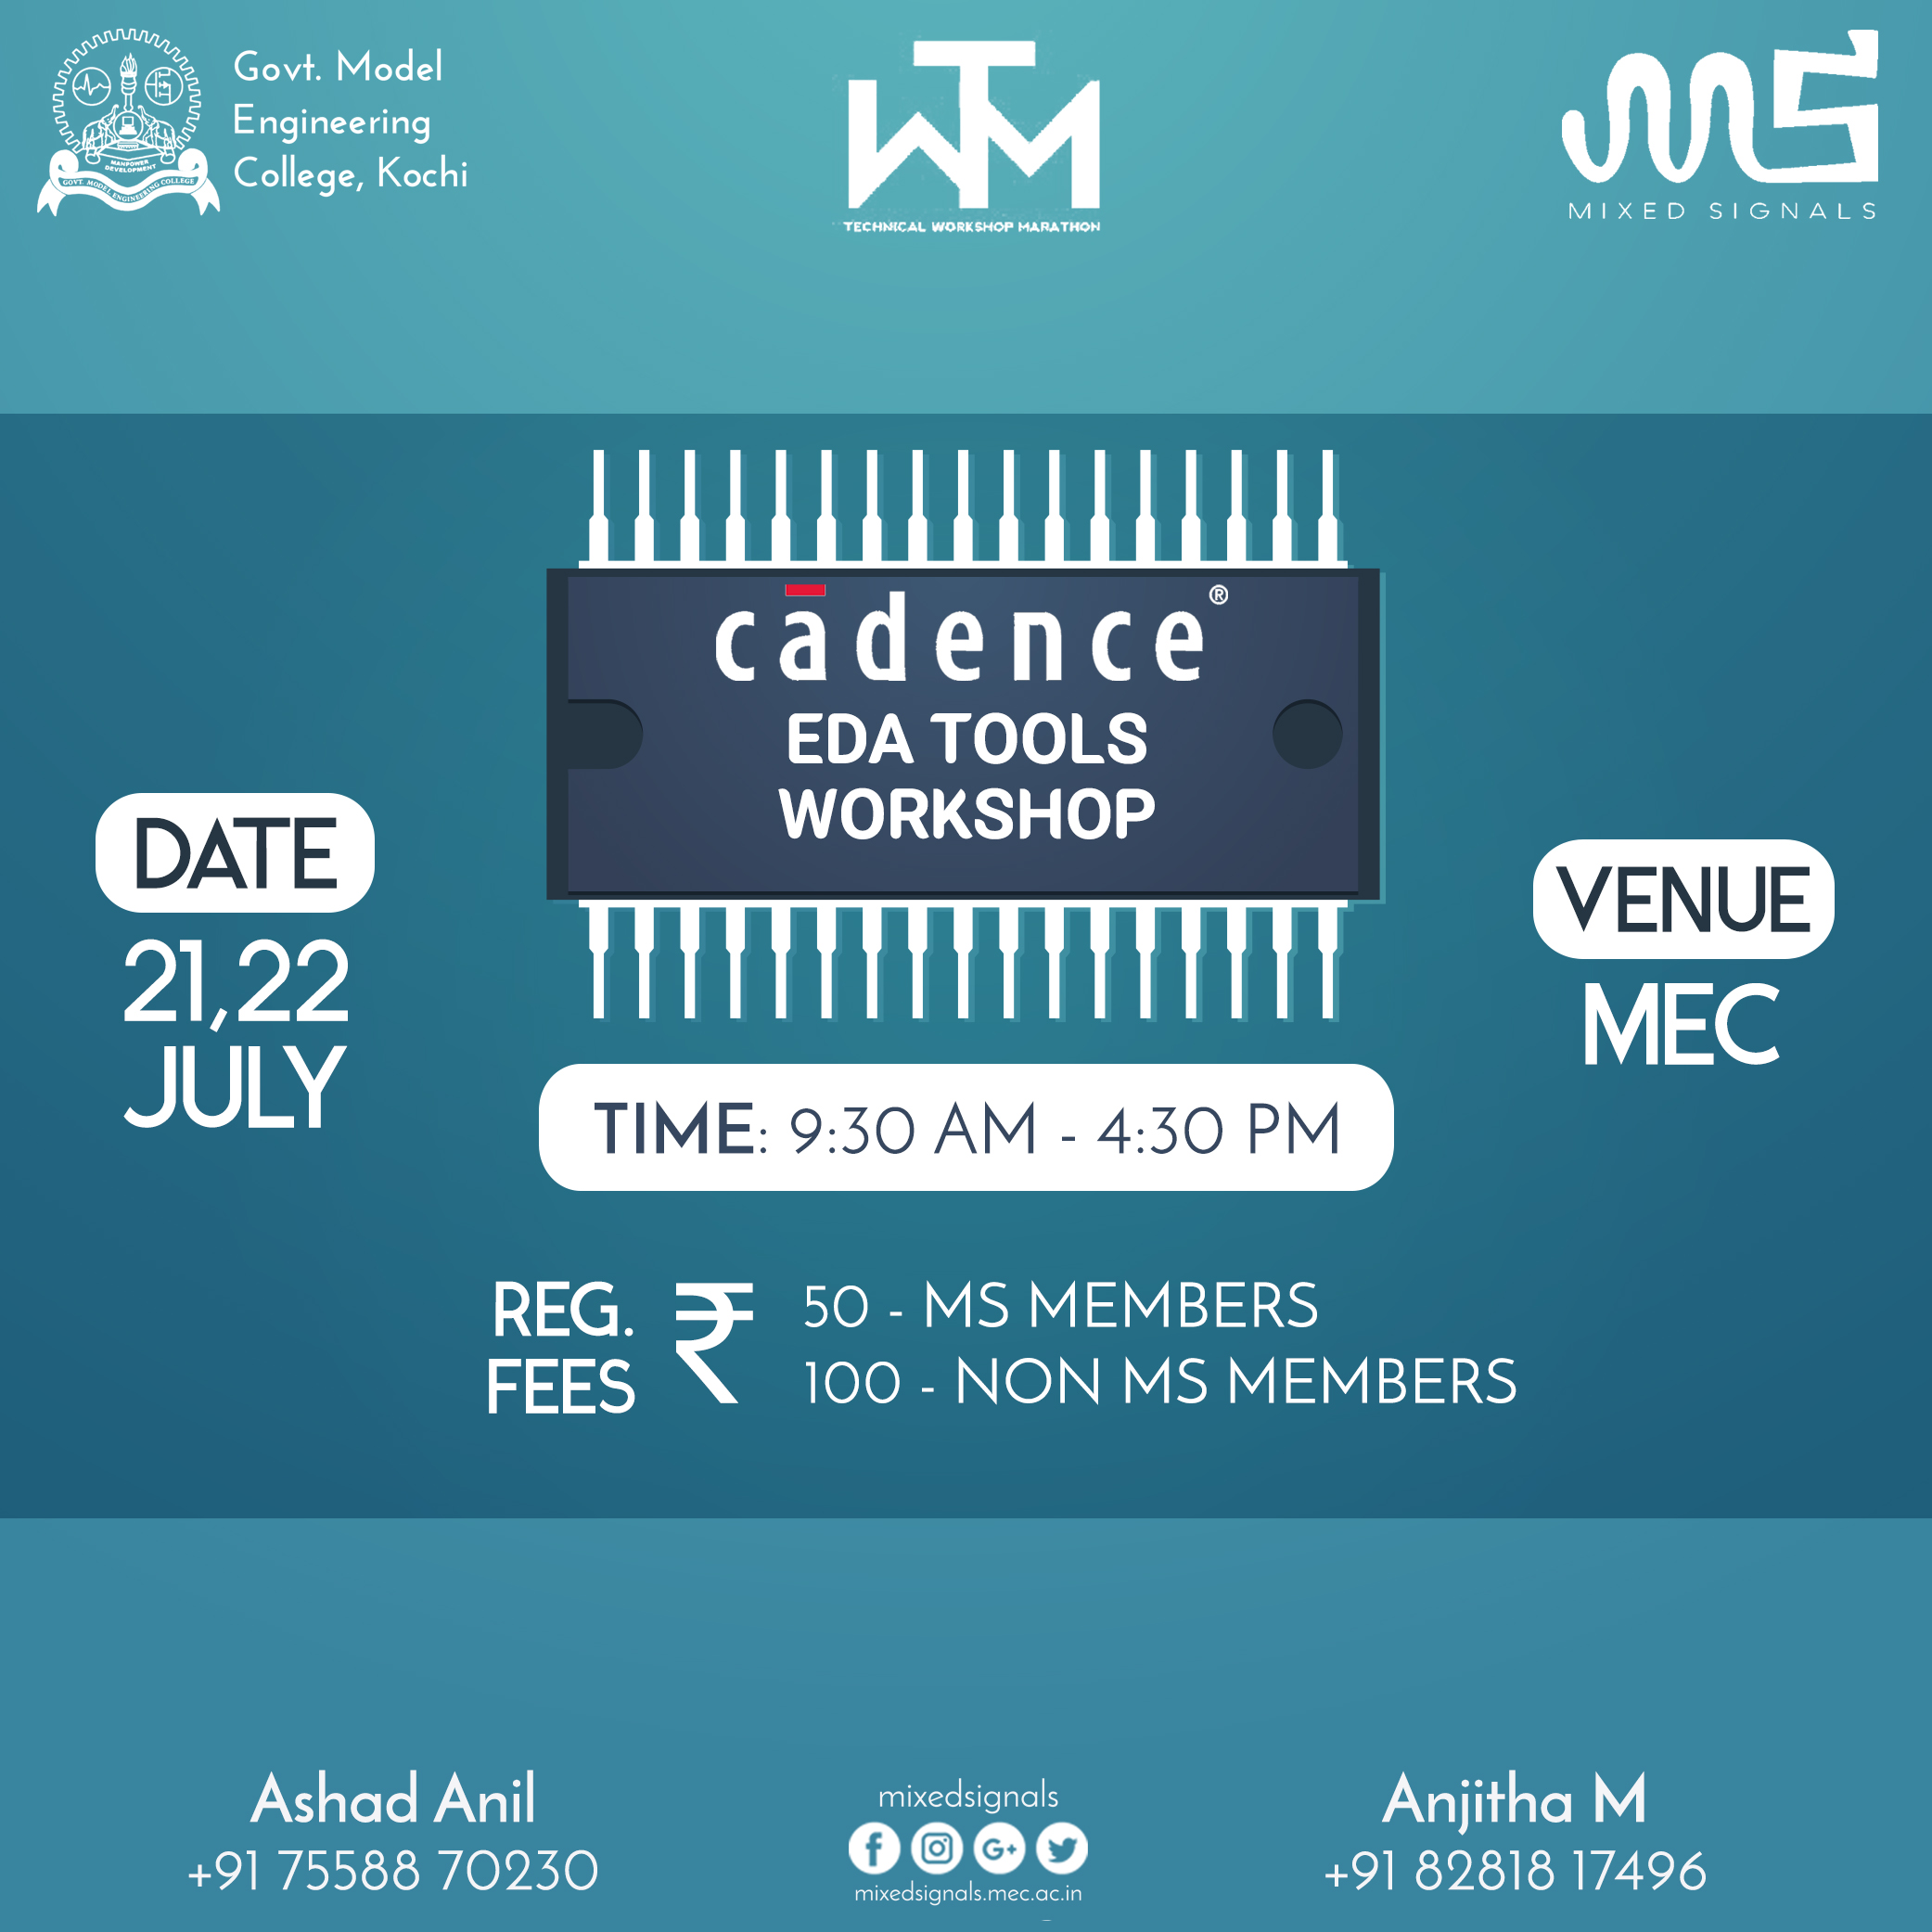 Govt. Model
Engineering
College, Kochi
MANPOWER
DEVELOPMENT
GOVT. MODEL ENGINEERING COLLEGE
WTM
TECHNICAL WORKSHOP MARATHON
MS
MIXED SIGNALS
cadence®
EDA TOOLS
WORKSHOP
DATE
21,22
JULY
VENUE
MEC
TIME: 9:30 AM - 4:30 PM
REG.
FEES
₹
50 - MS MEMBERS
100 - NON MS MEMBERS
Ashad Anil
+91 75588 70230
mixedsignals
f G+
mixedsignals.mec.ac.in
Anjitha M
+91 82818 17496